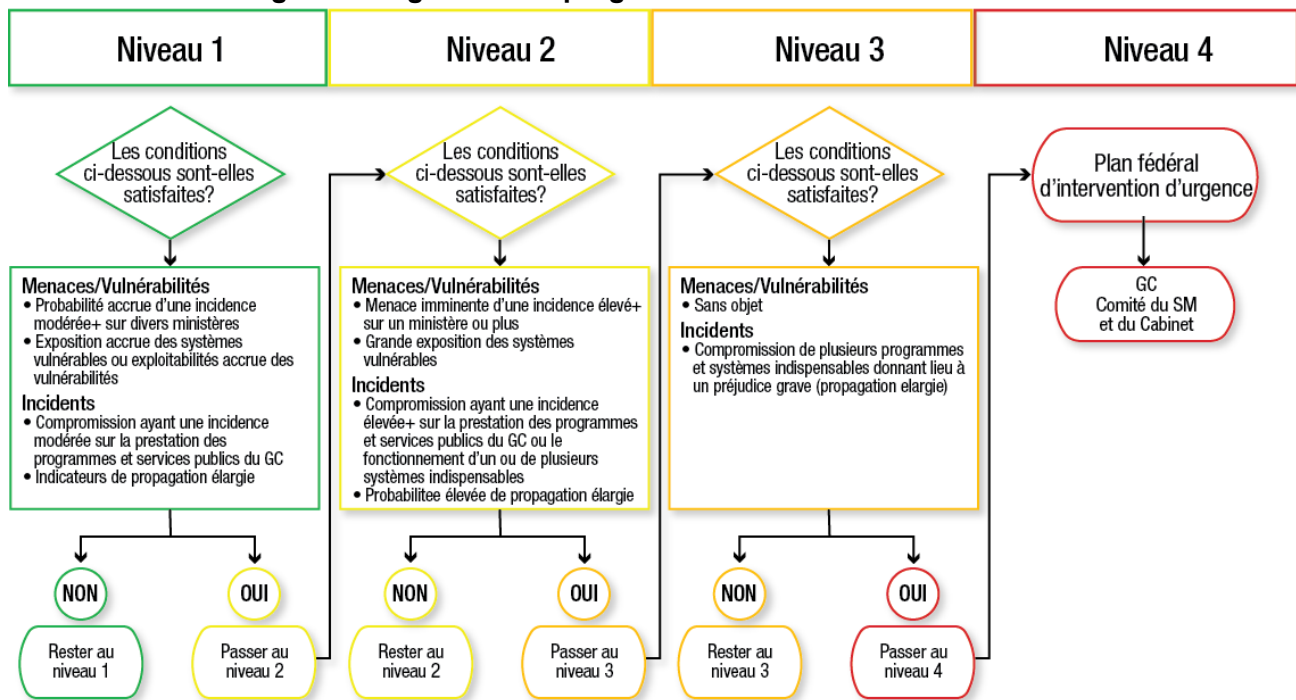 Niveau 1
Niveau 2
Niveau 3
Niveau 4
Les conditions
ci-dessous sont-elles
satisfaites?
Les conditions
ci-dessous sont-elles
satisfaites?
Les conditions
ci-dessous sont-elles
satisfaites?
Plan fédéral
d'intervention d'urgence
GC
Comité du SM
et du Cabinet
Menaces/Vulnérabilités
• Probabilité accrue d'une incidence
modérée+ sur divers ministères
• Exposition accrue des systèmes
vulnérables ou exploitabilités accrue des
vulnérabilités
Incidents
• Compromission ayant une incidence
modérée sur la prestation des
programmes et services publics du GC
• Indicateurs de propagation élargie
Menaces/Vulnérabilités
• Menace imminente d'une incidence élevé+
sur un ministère ou plus
• Grande exposition des systèmes
vulnérables
Incidents
• Compromission ayant une incidence
élevée+ sur la prestation des programmes
et services publics du GC ou le
fonctionnement d'un ou de plusieurs
systèmes indispensables
• Probabilitee élevée de propagation élargie
Menaces/Vulnérabilités
• Sans objet
Incidents
• Compromission de plusieurs programmes
et systèmes indispensables donnant lieu à
un préjudice grave (propagation elargie)
NON
OUI
NON
OUI
NON
OUI
Rester au
niveau 1
Passer au
niveau 2
Rester au
niveau 2
Passer au
niveau 3
Rester au
niveau 3
Passer au
niveau 4